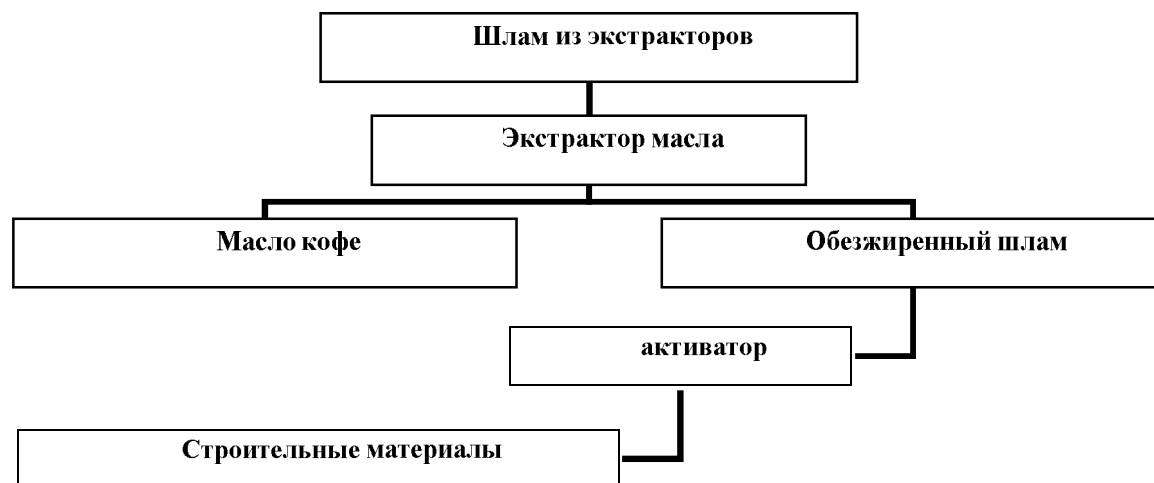 Шлам из экстракторов
Экстрактор масла
Масло кофе
Обезжиренный шлам
активатор
Строительные материалы